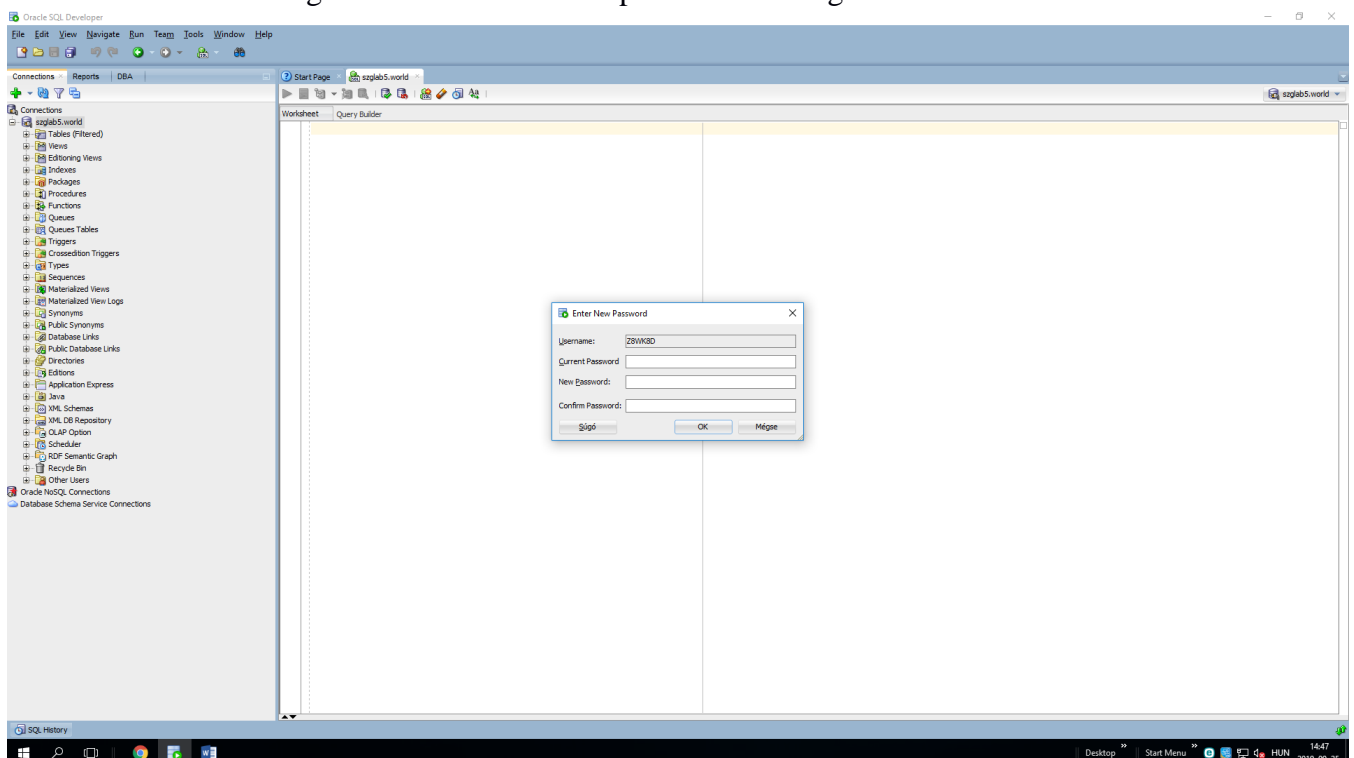 Oracle SQL Developer
File Edit View Navigate Run Team Tools Window Help
Connections Reports DBA
Start Page szglab5.world
szglab5.world
Worksheet Query Builder
Connections
szglab5.world
Tables (Filtered)
Views
Editioning Views
Indexes
Packages
Procedures
Functions
Queues
Queues Tables
Triggers
Crossedition Triggers
Types
Sequences
Materialized Views
Materialized View Logs
Synonyms
Public Synonyms
Database Links
Public Database Links
Directories
Editions
Application Express
Java
XML Schemas
XML DB Repository
OLAP Option
Scheduler
RDF Semantic Graph
Recycle Bin
Other Users
Oracle NoSQL Connections
Database Schema Service Connections
Enter New Password
Username: Z8WK8D
Current Password
New Password:
Confirm Password:
Súgó OK Mégse
SQL History
Desktop Start Menu HUN 14:47